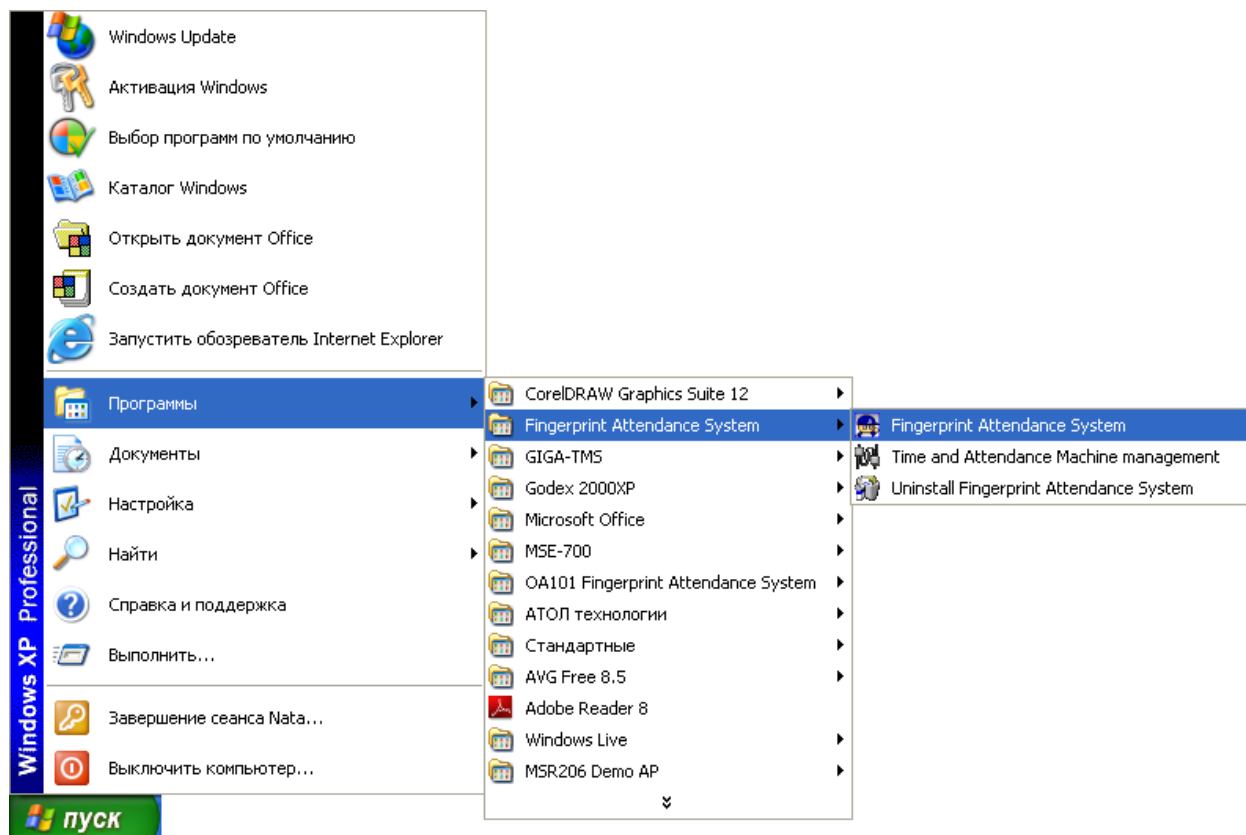 Windows Update
Активация Windows
Выбор программ по умолчанию
Каталог Windows
Открыть документ Office
Создать документ Office
Запустить обозреватель Internet Explorer
Программы
Документы
Настройка
Найти
Справка и поддержка
Выполнить...
Завершение сеанса Nata...
Выключить компьютер...
Windows XP Professional
пуск
CorelDRAW Graphics Suite 12
Fingerprint Attendance System
GIGA-TMS
Godex 2000XP
Microsoft Office
MSE-700
OA101 Fingerprint Attendance System
АТОЛ технологии
Стандартные
AVG Free 8.5
Adobe Reader 8
Windows Live
MSR206 Demo AP
Fingerprint Attendance System
Time and Attendance Machine management
Uninstall Fingerprint Attendance System